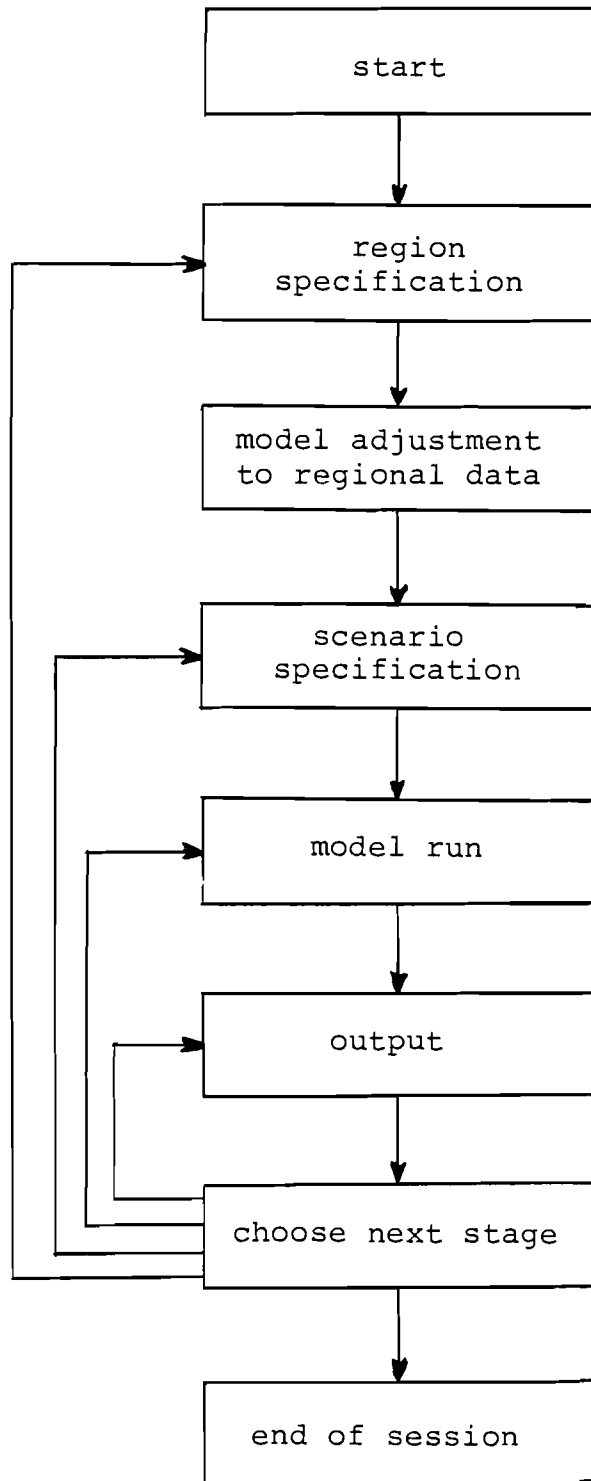 start
region
specification
model adjustment
to regional data
scenario
specification
model run
output
choose next stage
end of session